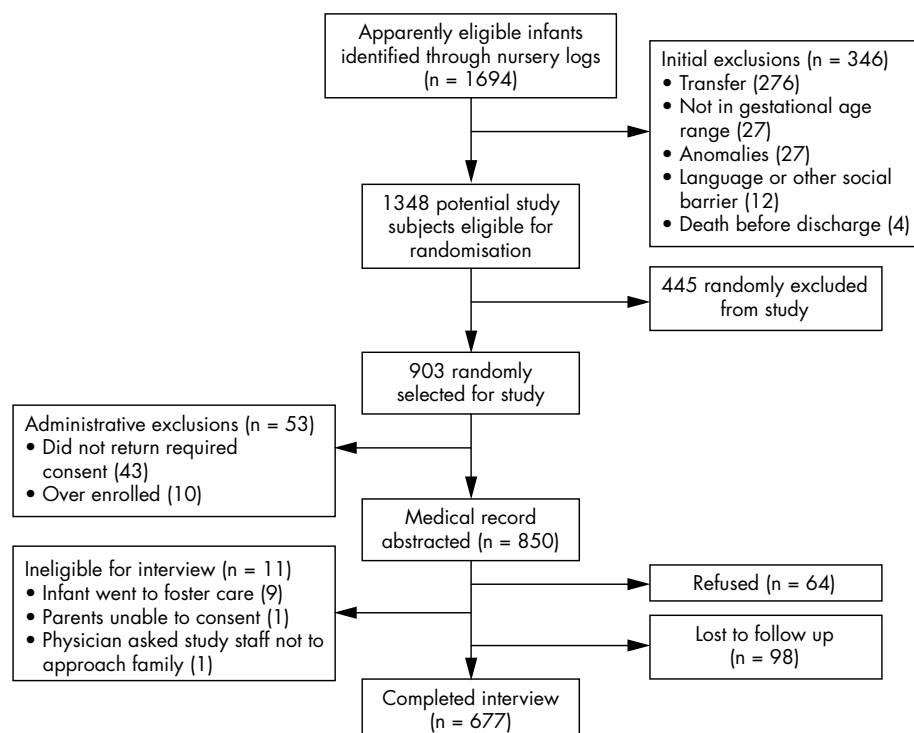 Apparently eligible infants
identified through nursery logs
(n = 1694)
Initial exclusions (n = 346)
• Transfer (276)
• Not in gestational age
range (27)
• Anomalies (27)
• Language or other social
barrier (12)
• Death before discharge (4)
1348 potential study
subjects eligible for
randomisation
445 randomly excluded
from study
903 randomly
selected for study
Administrative exclusions (n = 53)
• Did not return required
consent (43)
• Over enrolled (10)
Medical record
abstracted (n = 850)
Ineligible for interview (n = 11)
• Infant went to foster care (9)
• Parents unable to consent (1)
• Physician asked study staff not to
approach family (1)
Refused (n = 64)
Lost to follow up
(n = 98)
Completed interview
(n = 677)